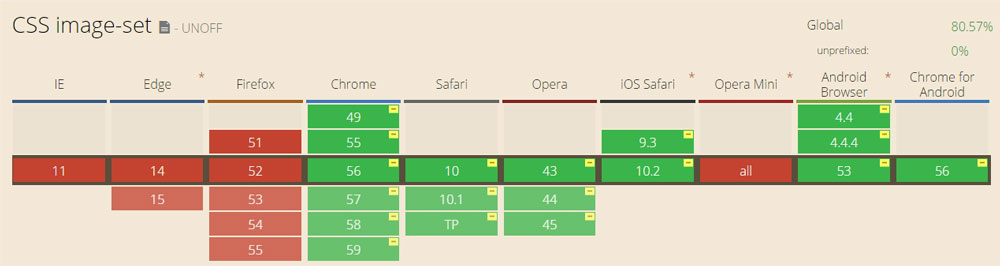 CSS image-set - UNOFF
Global 80.57%
unprefixed: 0%
IE Edge * Firefox Chrome Safari Opera iOS Safari * Opera Mini * Android Browser * Chrome for Android
49 4.4
51 55 9.3 4.4.4
11 14 52 56 10 43 10.2 all 53 56
15 53 57 10.1 44
54 58 TP 45
55 59